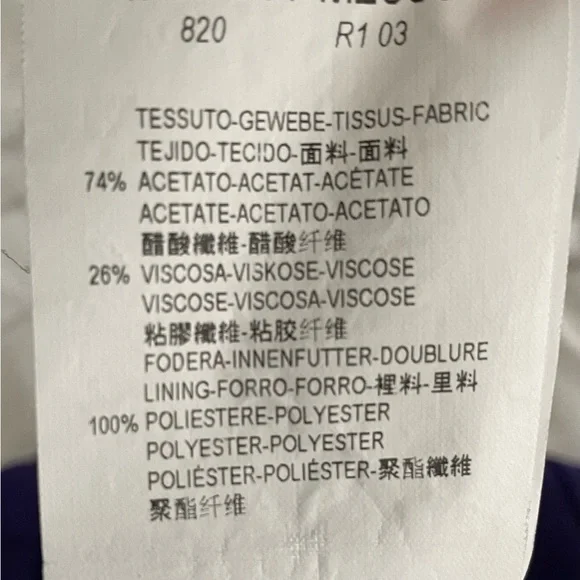 820 R1 03
TESSUTO-GEWEBE-TISSUS-FABRIC
TEJIDO-TECIDO-面料-面料
74% ACETATO-ACETAT-ACÉTATE
ACETATE-ACETATO-ACETATO
醋酸纖維-醋酸纤维
26% VISCOSA-VISKOSE-VISCOSE
VISCOSE-VISCOSA-VISCOSE
粘膠纖維-粘胶纤维
FODERA-INNENFUTTER-DOUBLURE
LINING-FORRO-FORRO-裡料-里料
100% POLIESTERE-POLYESTER
POLYESTER-POLYESTER
POLIÉSTER-POLIÉSTER-聚酯纖維
聚酯纤维